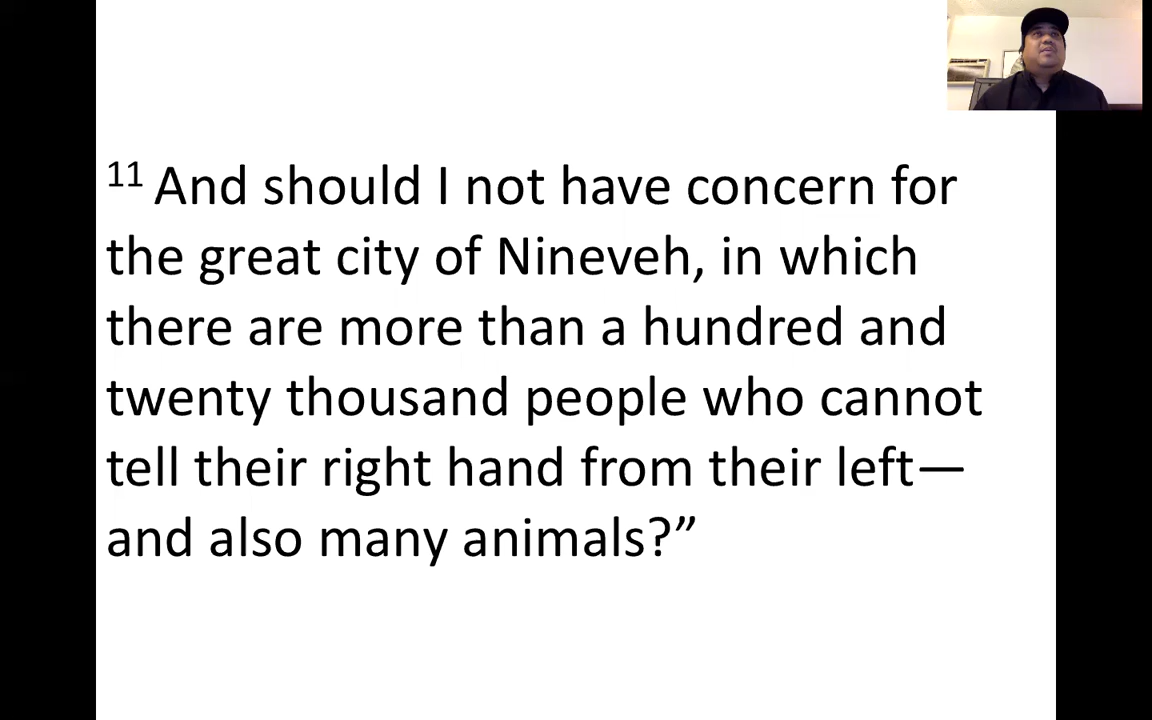 11 And should I not have concern for
the great city of Nineveh, in which
there are more than a hundred and
twenty thousand people who cannot
tell their right hand from their left—
and also many animals?”